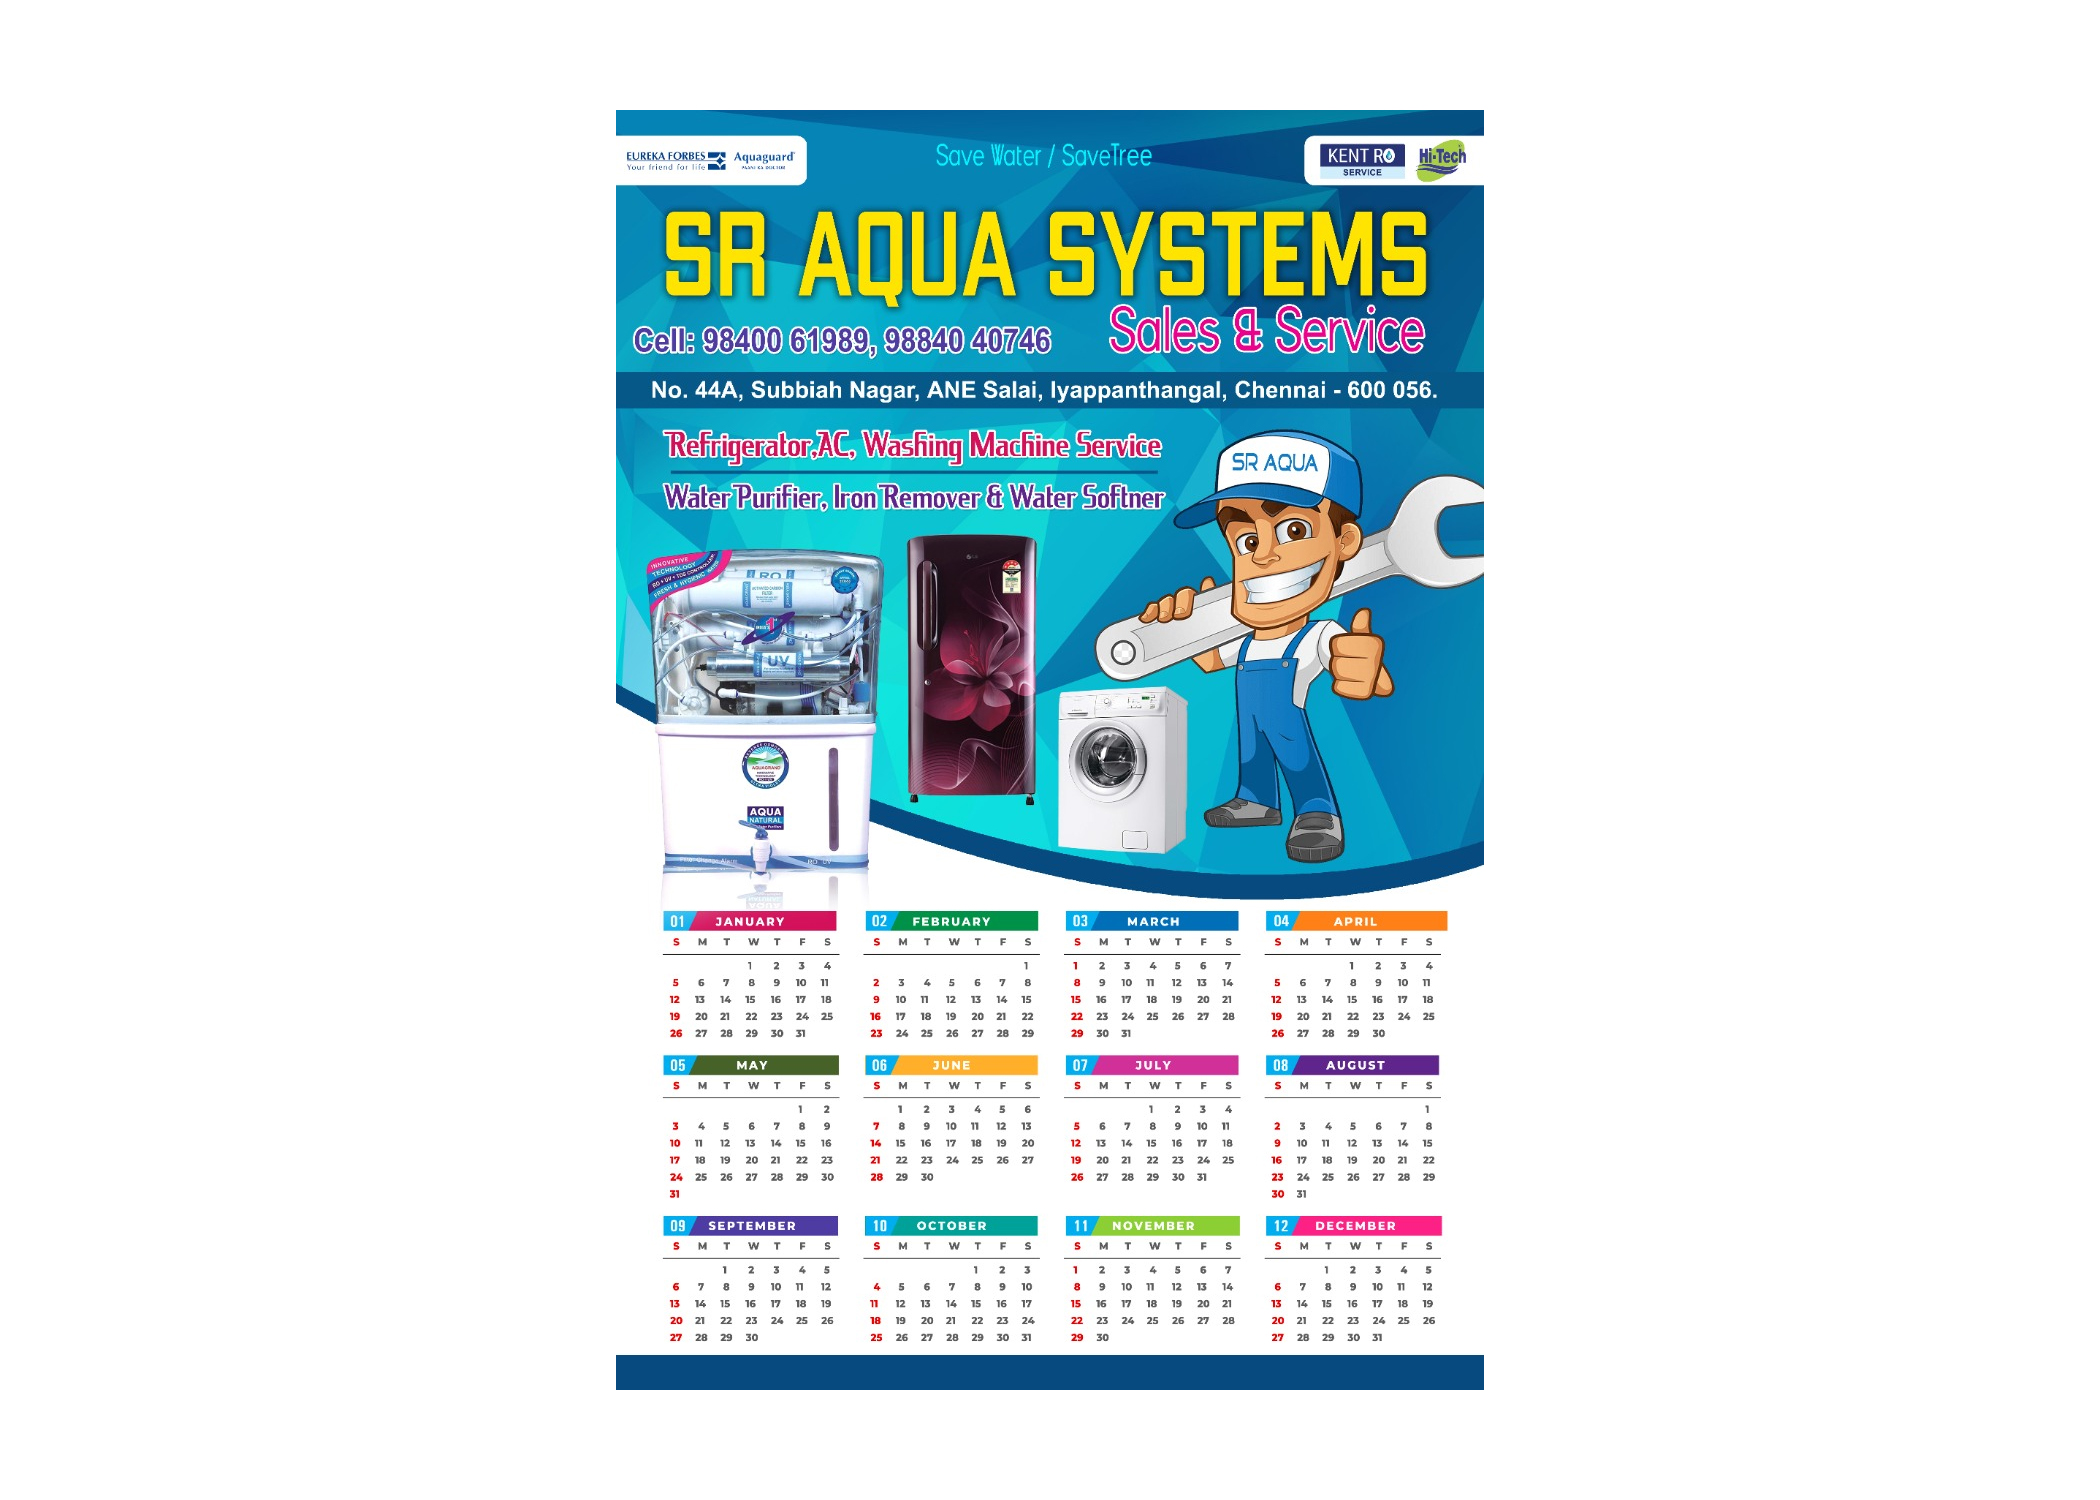 EUREKA FORBES
Your friend for life
Aquaguard
Save Water / SaveTree
KENT RO
SERVICE
Hi-Tech
SR AQUA SYSTEMS
Cell: 98400 61989, 98840 40746
Sales & Service
No. 44A, Subbiah Nagar, ANE Salai, Iyappanthangal, Chennai - 600 056.
Refrigerator,AC, Washing Machine Service
Water Purifier, Iron Remover & Water Softner
SR AQUA
INNOVATIVE
TECHNOLOGY
RO + UV + TDS CONTROLLER
FRESH & HYGIENIC WATER
RO
UV
AQUAGRAND
AQUA
NATURAL
RO UV
01 JANUARY
S M T W T F S
1 2 3 4
5 6 7 8 9 10 11
12 13 14 15 16 17 18
19 20 21 22 23 24 25
26 27 28 29 30 31
02 FEBRUARY
S M T W T F S
1
2 3 4 5 6 7 8
9 10 11 12 13 14 15
16 17 18 19 20 21 22
23 24 25 26 27 28 29
03 MARCH
S M T W T F S
1 2 3 4 5 6 7
8 9 10 11 12 13 14
15 16 17 18 19 20 21
22 23 24 25 26 27 28
29 30 31
04 APRIL
S M T W T F S
1 2 3 4
5 6 7 8 9 10 11
12 13 14 15 16 17 18
19 20 21 22 23 24 25
26 27 28 29 30
05 MAY
S M T W T F S
1 2
3 4 5 6 7 8 9
10 11 12 13 14 15 16
17 18 19 20 21 22 23
24 25 26 27 28 29 30
31
06 JUNE
S M T W T F S
1 2 3 4 5 6
7 8 9 10 11 12 13
14 15 16 17 18 19 20
21 22 23 24 25 26 27
28 29 30
07 JULY
S M T W T F S
1 2 3 4
5 6 7 8 9 10 11
12 13 14 15 16 17 18
19 20 21 22 23 24 25
26 27 28 29 30 31
08 AUGUST
S M T W T F S
1
2 3 4 5 6 7 8
9 10 11 12 13 14 15
16 17 18 19 20 21 22
23 24 25 26 27 28 29
30 31
09 SEPTEMBER
S M T W T F S
1 2 3 4 5
6 7 8 9 10 11 12
13 14 15 16 17 18 19
20 21 22 23 24 25 26
27 28 29 30
10 OCTOBER
S M T W T F S
1 2 3
4 5 6 7 8 9 10
11 12 13 14 15 16 17
18 19 20 21 22 23 24
25 26 27 28 29 30 31
11 NOVEMBER
S M T W T F S
1 2 3 4 5 6 7
8 9 10 11 12 13 14
15 16 17 18 19 20 21
22 23 24 25 26 27 28
29 30
12 DECEMBER
S M T W T F S
1 2 3 4 5
6 7 8 9 10 11 12
13 14 15 16 17 18 19
20 21 22 23 24 25 26
27 28 29 30 31